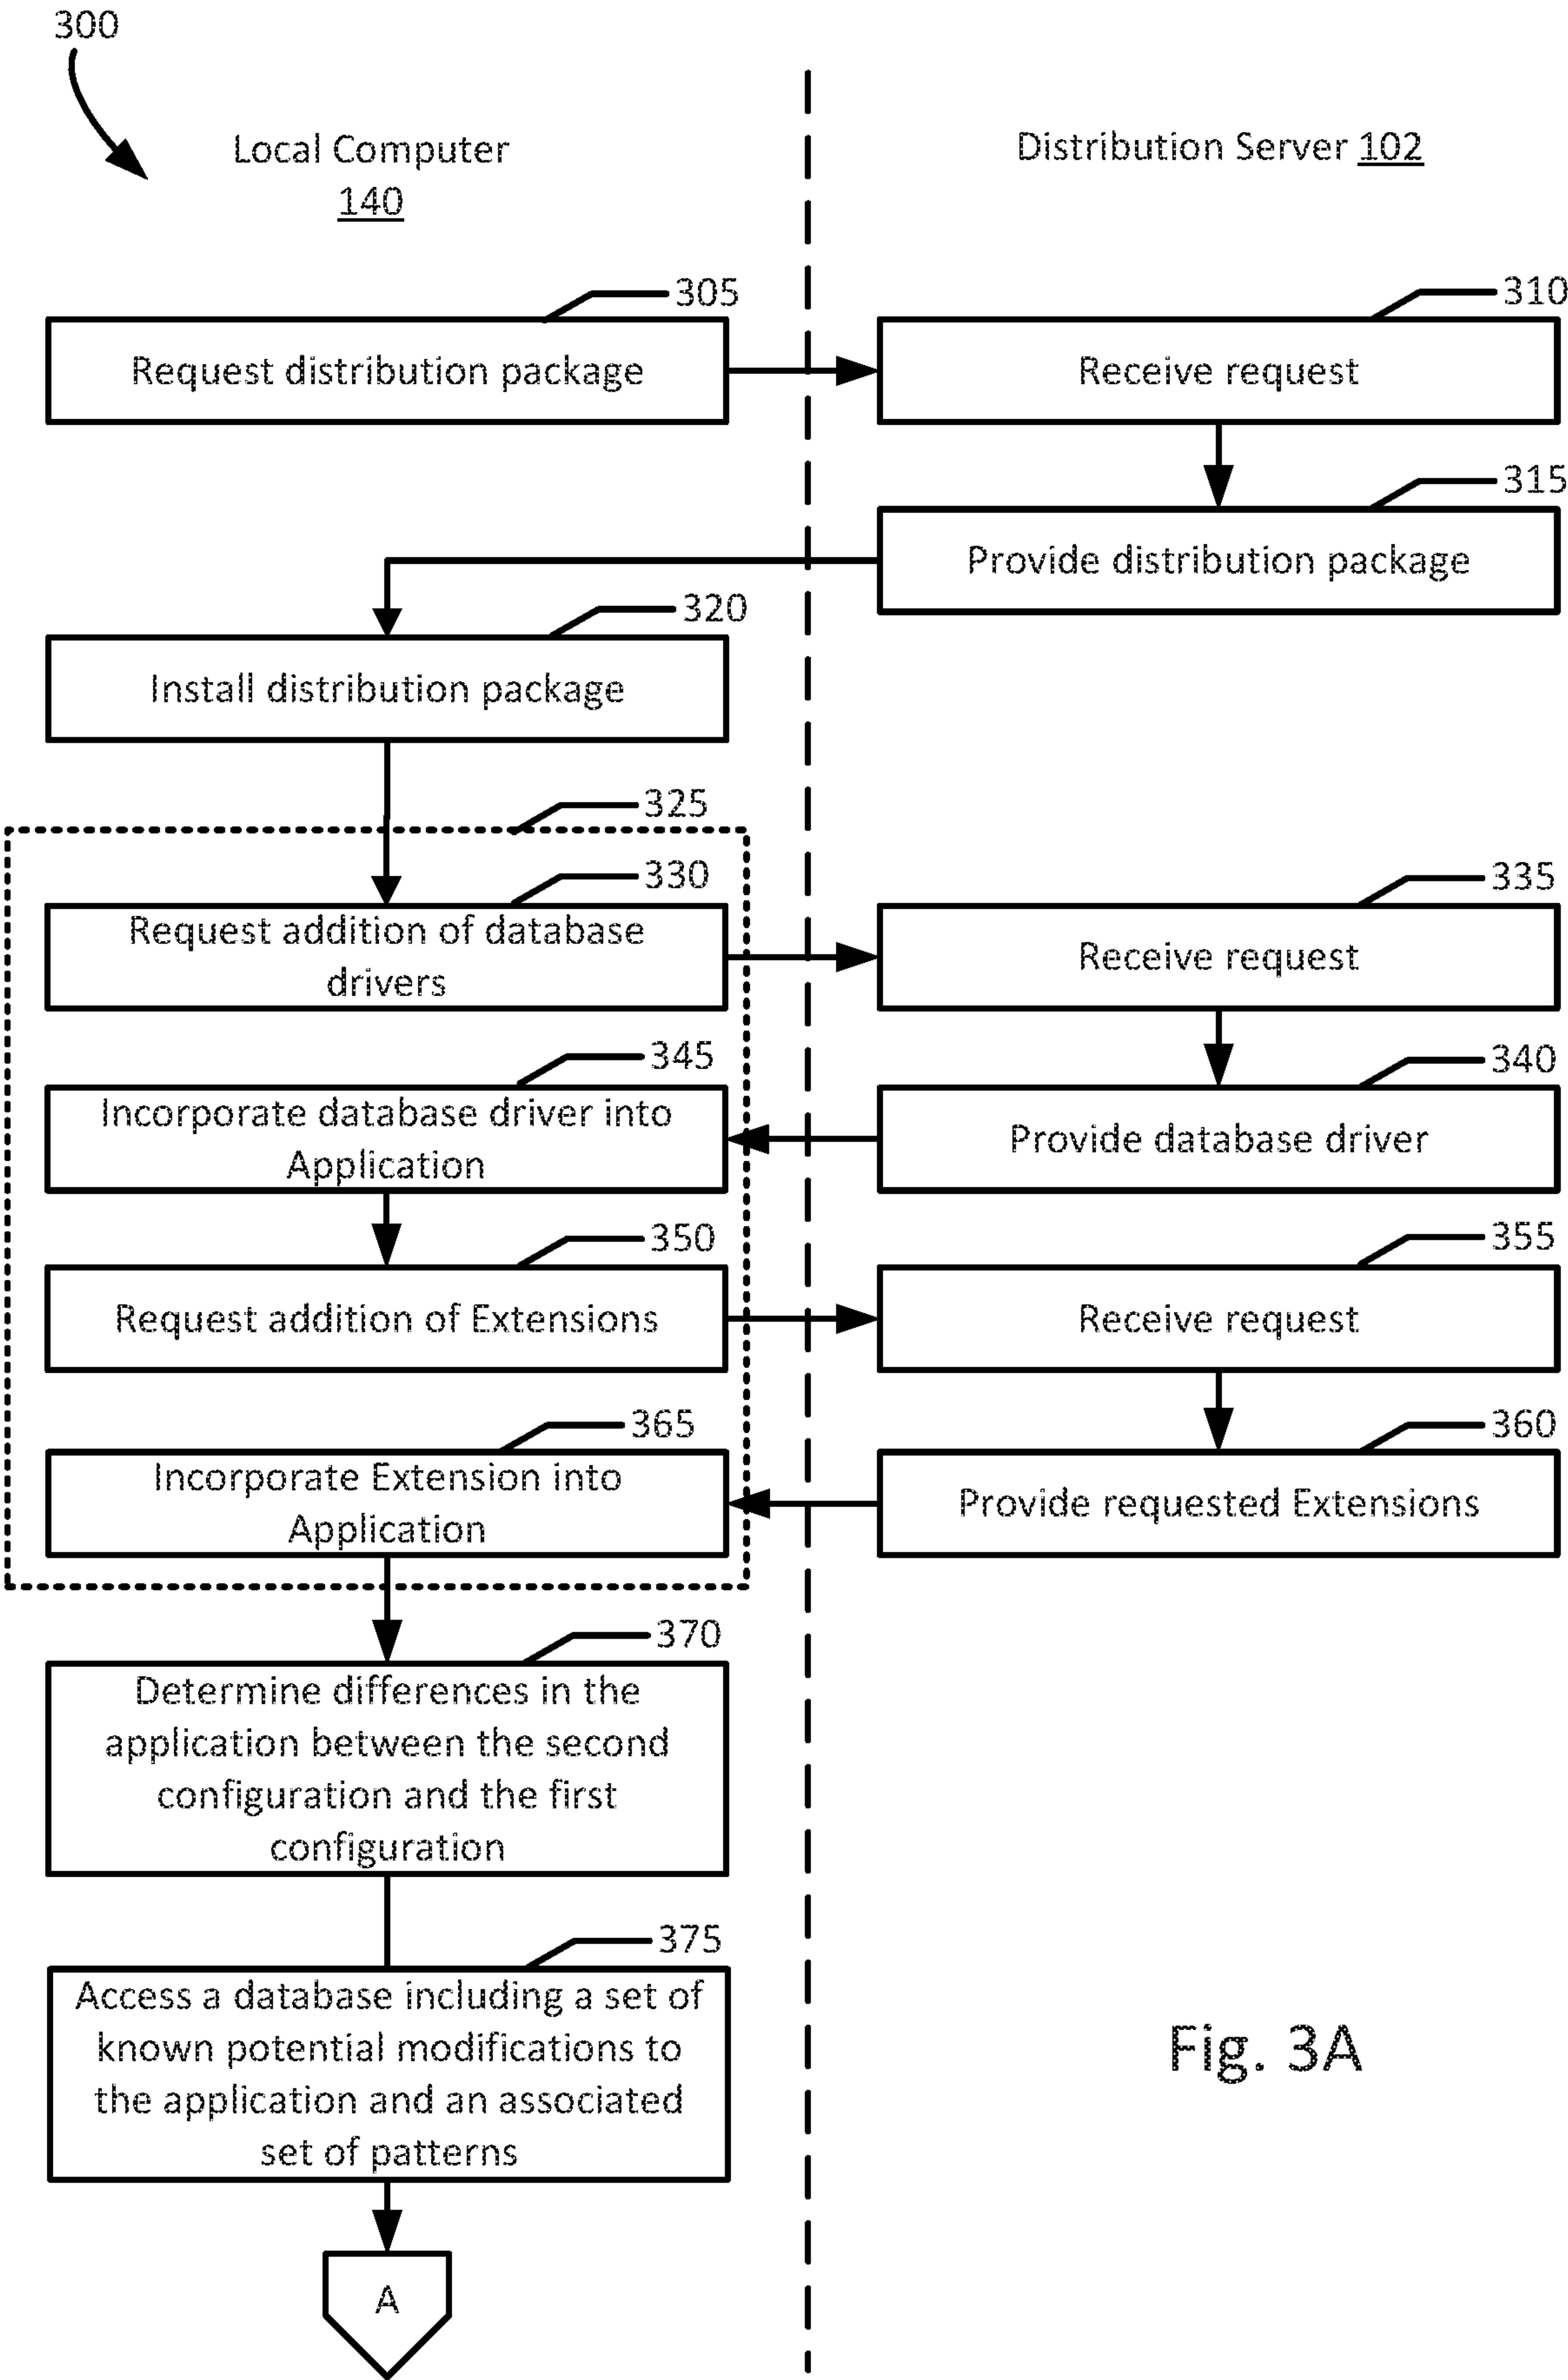 300
Local Computer
140
Distribution Server 102
305
Request distribution package
310
Receive request
315
Provide distribution package
320
Install distribution package
325
330
Request addition of database
drivers
335
Receive request
340
Provide database driver
345
Incorporate database driver into
Application
350
Request addition of Extensions
355
Receive request
360
Provide requested Extensions
365
Incorporate Extension into
Application
370
Determine differences in the
application between the second
configuration and the first
configuration
375
Access a database including a set of
known potential modifications to
the application and an associated
set of patterns
A
Fig. 3A